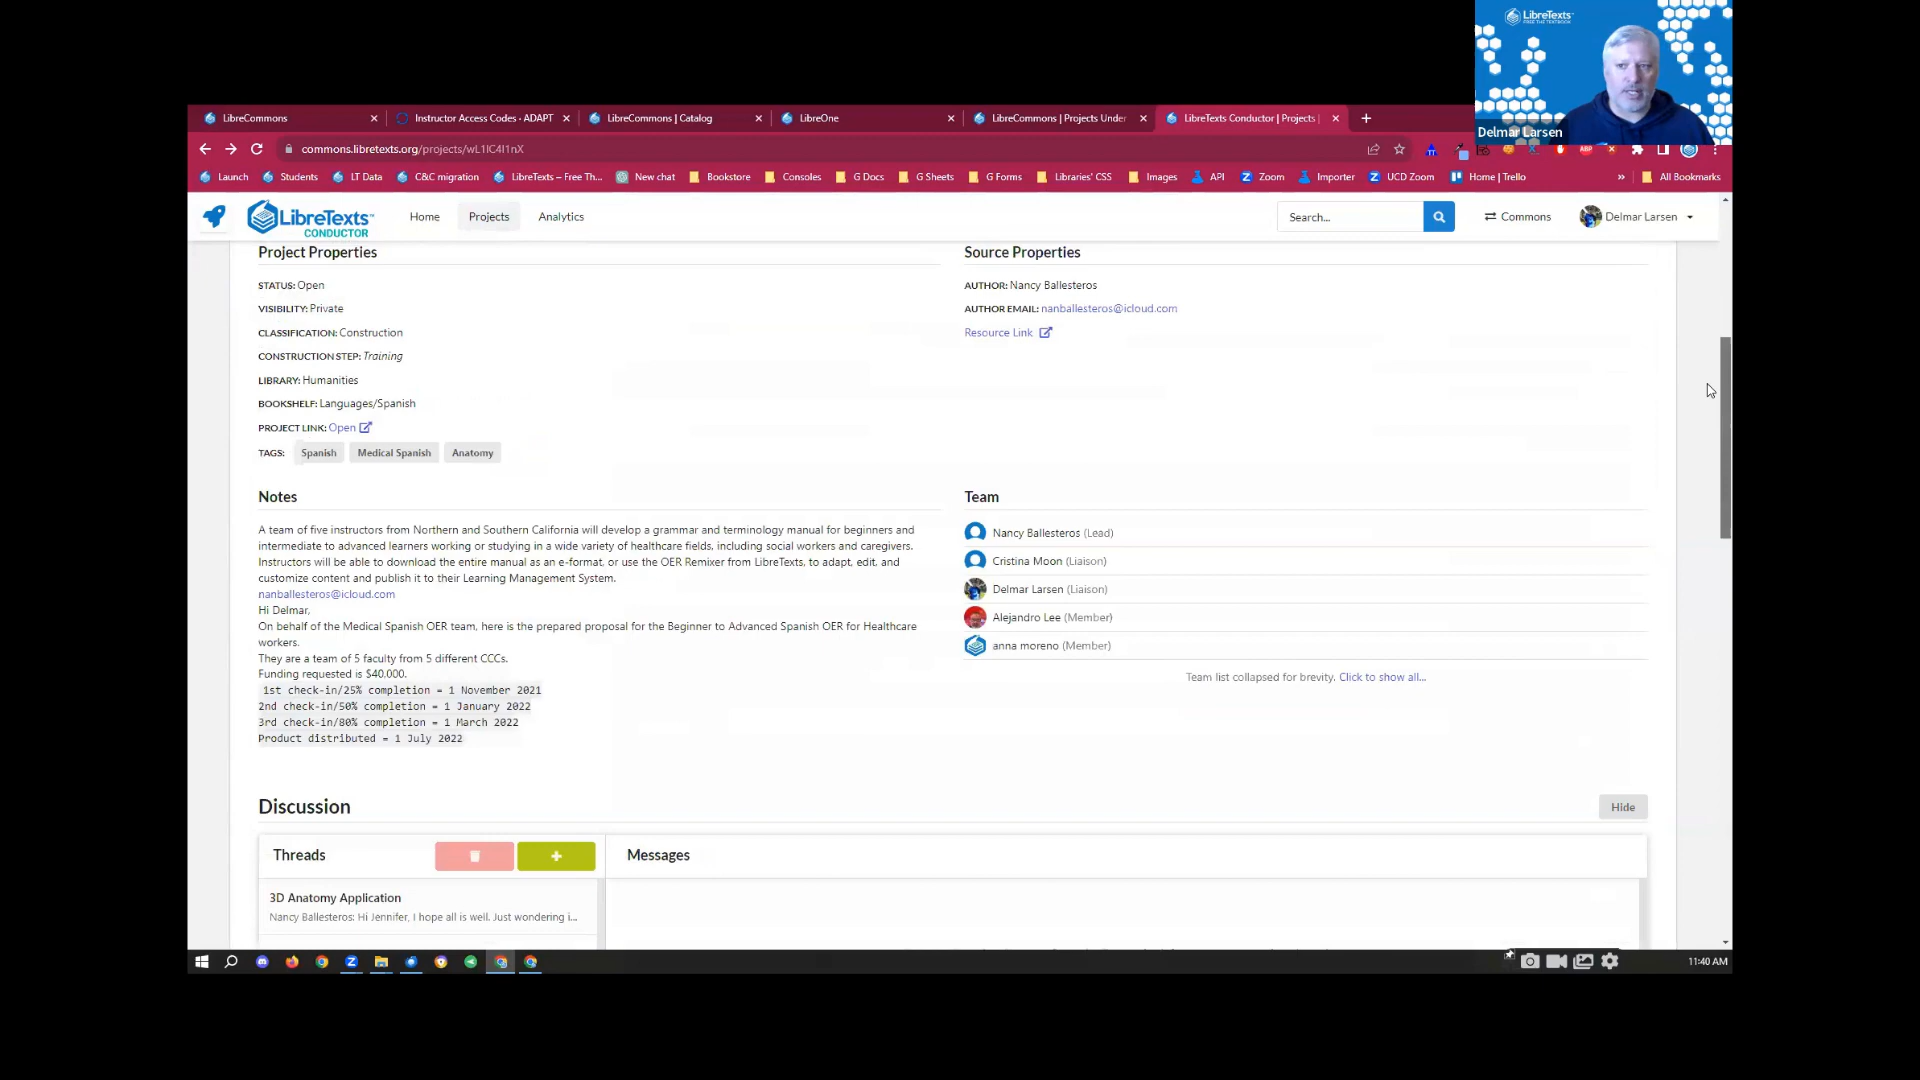 LibreTexts
FREE THE TEXTBOOK
Delmar Larsen
LibreCommons
Instructor Access Codes - ADAPT
LibreCommons | Catalog
LibreOne
LibreCommons | Projects Under
LibreTexts Conductor | Projects |
commons.libretexts.org/projects/wL1lC4l1nX
Launch Students LT Data C&C migration LibreTexts – Free Th... New chat Bookstore Consoles G Docs G Sheets G Forms Libraries' CSS Images API Zoom Importer UCD Zoom Home | Trello » All Bookmarks
LibreTexts
CONDUCTOR
Home Projects Analytics Search... Commons Delmar Larsen
Project Properties
STATUS: Open
VISIBILITY: Private
CLASSIFICATION: Construction
CONSTRUCTION STEP: Training
LIBRARY: Humanities
BOOKSHELF: Languages/Spanish
PROJECT LINK: Open
TAGS: Spanish Medical Spanish Anatomy
Source Properties
AUTHOR: Nancy Ballesteros
AUTHOR EMAIL: nanballesteros@icloud.com
Resource Link
Notes
A team of five instructors from Northern and Southern California will develop a grammar and terminology manual for beginners and
intermediate to advanced learners working or studying in a wide variety of healthcare fields, including social workers and caregivers.
Instructors will be able to download the entire manual as an e-format, or use the OER Remixer from LibreTexts, to adapt, edit, and
customize content and publish it to their Learning Management System.
nanballesteros@icloud.com
Hi Delmar,
On behalf of the Medical Spanish OER team, here is the prepared proposal for the Beginner to Advanced Spanish OER for Healthcare
workers.
They are a team of 5 faculty from 5 different CCCs.
Funding requested is $40,000.
1st check-in/25% completion = 1 November 2021
2nd check-in/50% completion = 1 January 2022
3rd check-in/80% completion = 1 March 2022
Product distributed = 1 July 2022
Team
Nancy Ballesteros (Lead)
Cristina Moon (Liaison)
Delmar Larsen (Liaison)
Alejandro Lee (Member)
anna moreno (Member)
Team list collapsed for brevity. Click to show all...
Discussion
Hide
Threads
Messages
3D Anatomy Application
Nancy Ballesteros: Hi Jennifer, I hope all is well. Just wondering i...
11:40 AM